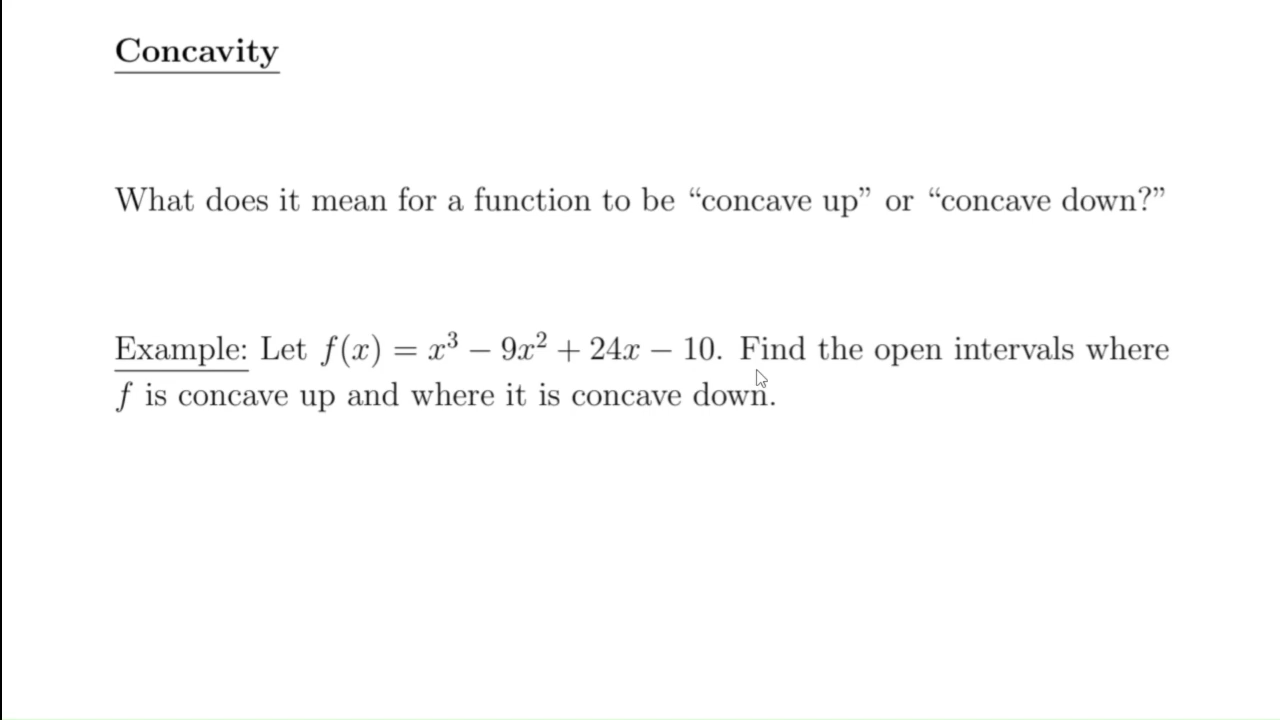 Concavity
What does it mean for a function to be “concave up” or “concave down?”
Example: Let f(x) = x³ − 9x² + 24x − 10. Find the open intervals where
f is concave up and where it is concave down.